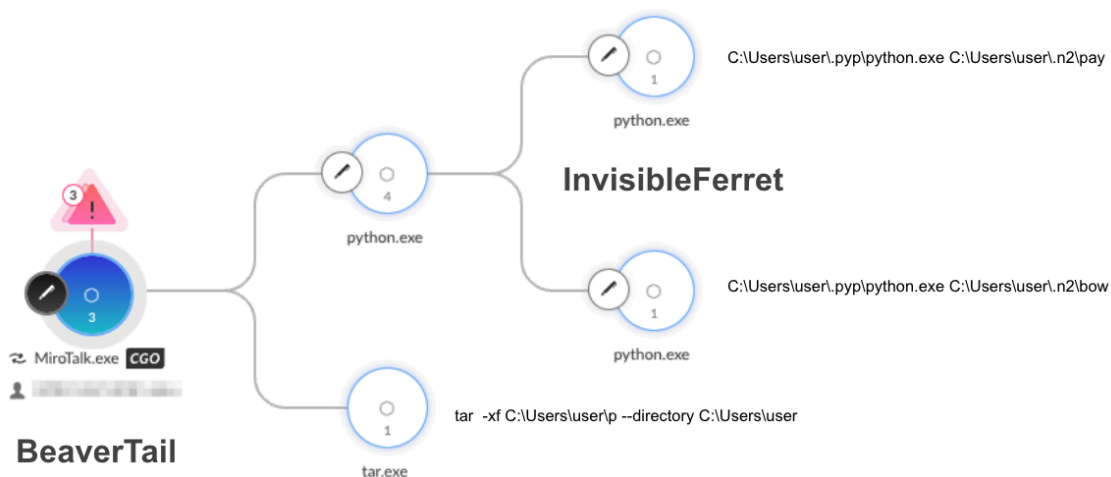 1
C:\Users\user\.pyp\python.exe C:\Users\user\.n2\pay
python.exe
4
python.exe
InvisibleFerret
3
!
3
MiroTalk.exe CGO
1
C:\Users\user\.pyp\python.exe C:\Users\user\.n2\bow
python.exe
1
tar -xf C:\Users\user\p --directory C:\Users\user
tar.exe
BeaverTail